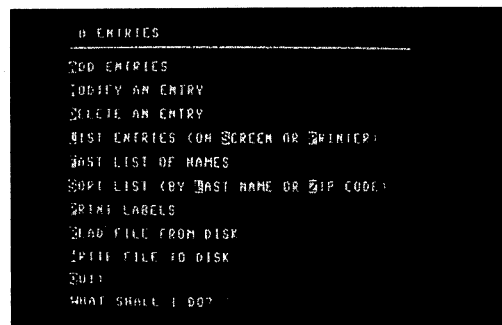 0 ENTRIES
ADD ENTRIES
MODIFY AN ENTRY
DELETE AN ENTRY
LIST ENTRIES (ON SCREEN OR PRINTER)
FAST LIST OF NAMES
SORT LIST (BY LAST NAME OR ZIP CODE)
PRINT LABELS
READ FILE FROM DISK
WRITE FILE TO DISK
QUIT
WHAT SHALL I DO?